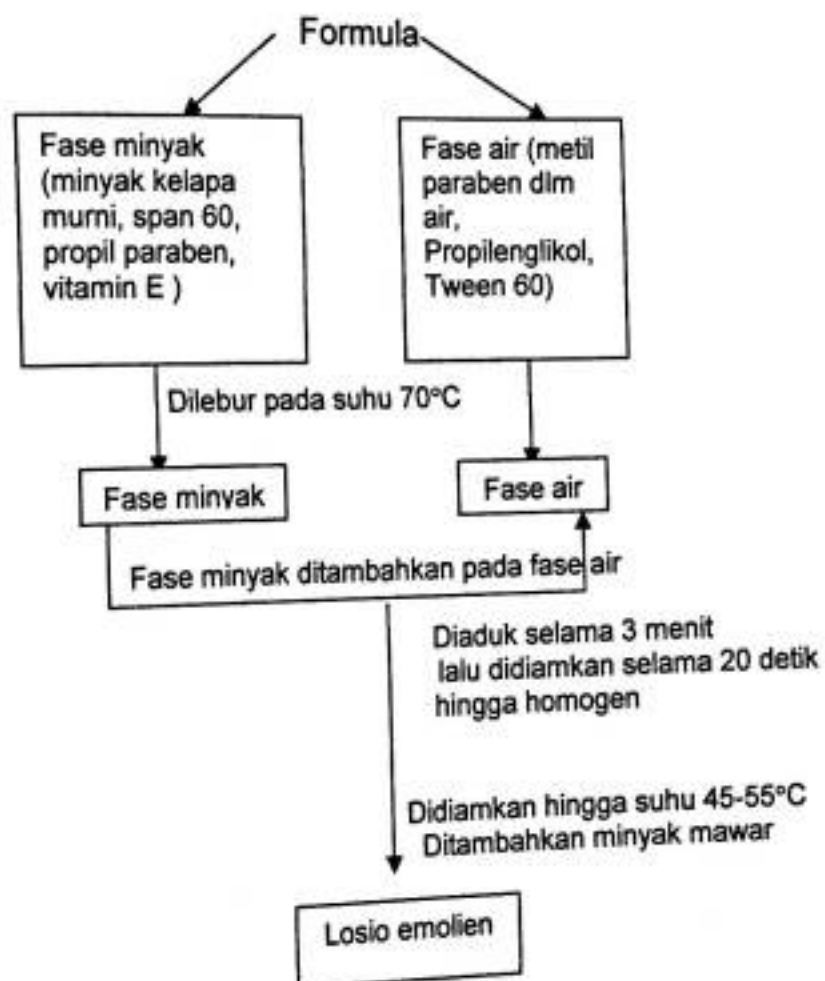 Formula
Fase minyak
(minyak kelapa
murni, span 60,
propil paraben,
vitamin E )
Fase air (metil
paraben dlm
air,
Propilenglikol,
Tween 60)
Dilebur pada suhu 70°C
Fase minyak
Fase air
Fase minyak ditambahkan pada fase air
Diaduk selama 3 menit
lalu didiamkan selama 20 detik
hingga homogen
Didiamkan hingga suhu 45-55°C
Ditambahkan minyak mawar
Losio emolien